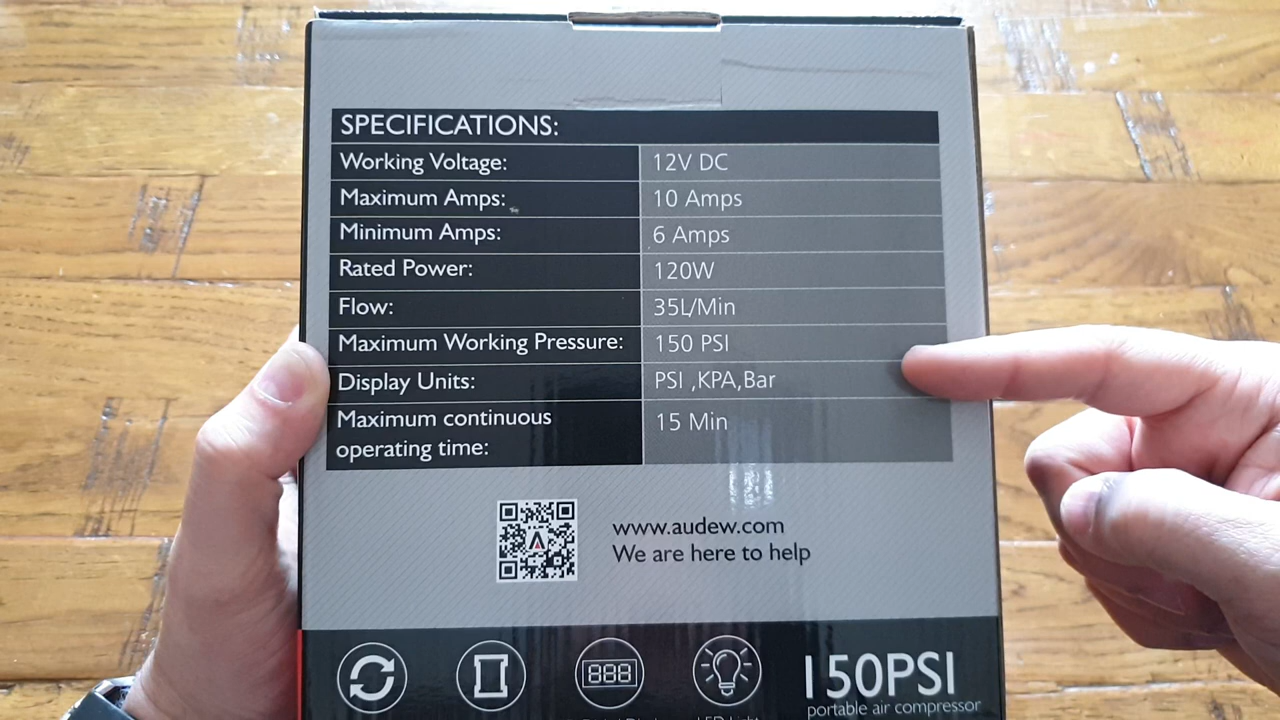 SPECIFICATIONS:
Working Voltage: 12V DC
Maximum Amps: 10 Amps
Minimum Amps: 6 Amps
Rated Power: 120W
Flow: 35L/Min
Maximum Working Pressure: 150 PSI
Display Units: PSI ,KPA,Bar
Maximum continuous
operating time: 15 Min
www.audew.com
We are here to help
888
150PSI
portable air compressor